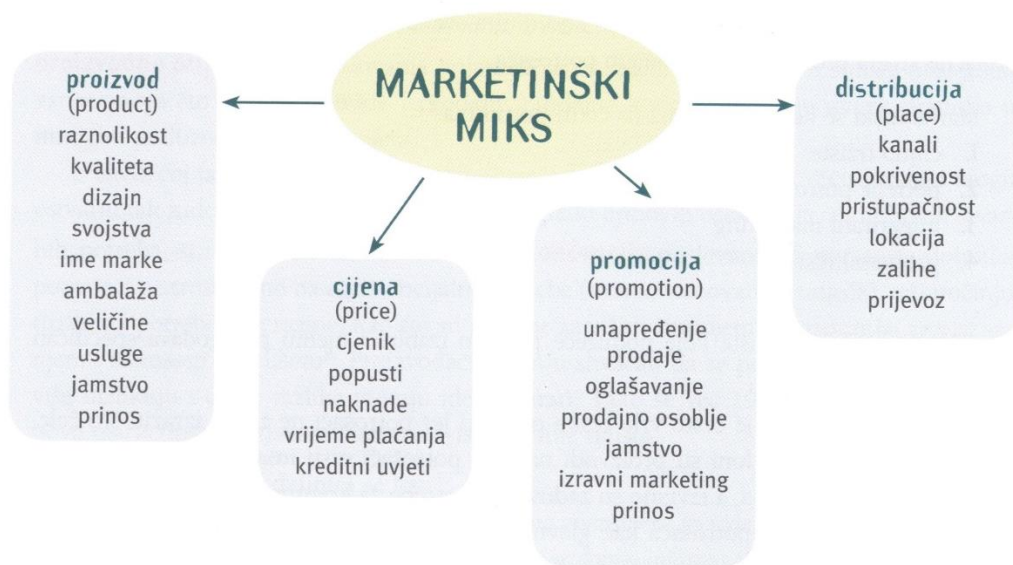 MARKETINŠKI
MIKS
proizvod
(product)
raznolikost
kvaliteta
dizajn
svojstva
ime marke
ambalaža
veličine
usluge
jamstvo
prinos
cijena
(price)
cjenik
popusti
naknade
vrijeme plaćanja
kreditni uvjeti
promocija
(promotion)
unapređenje
prodaje
oglašavanje
prodajno osoblje
jamstvo
izravni marketing
prinos
distribucija
(place)
kanali
pokrivenost
pristupačnost
lokacija
zalihe
prijevoz